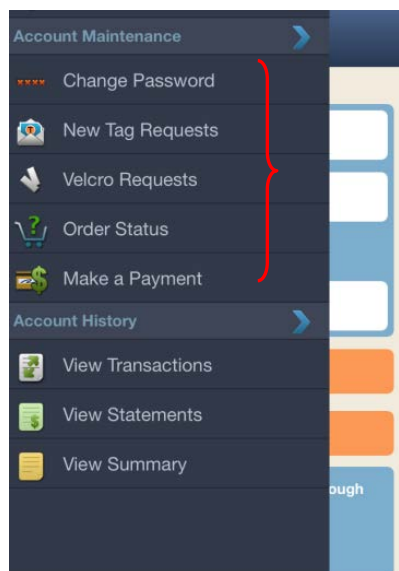 Account Maintenance
Change Password
New Tag Requests
Velcro Requests
Order Status
Make a Payment
Account History
View Transactions
View Statements
View Summary
ough